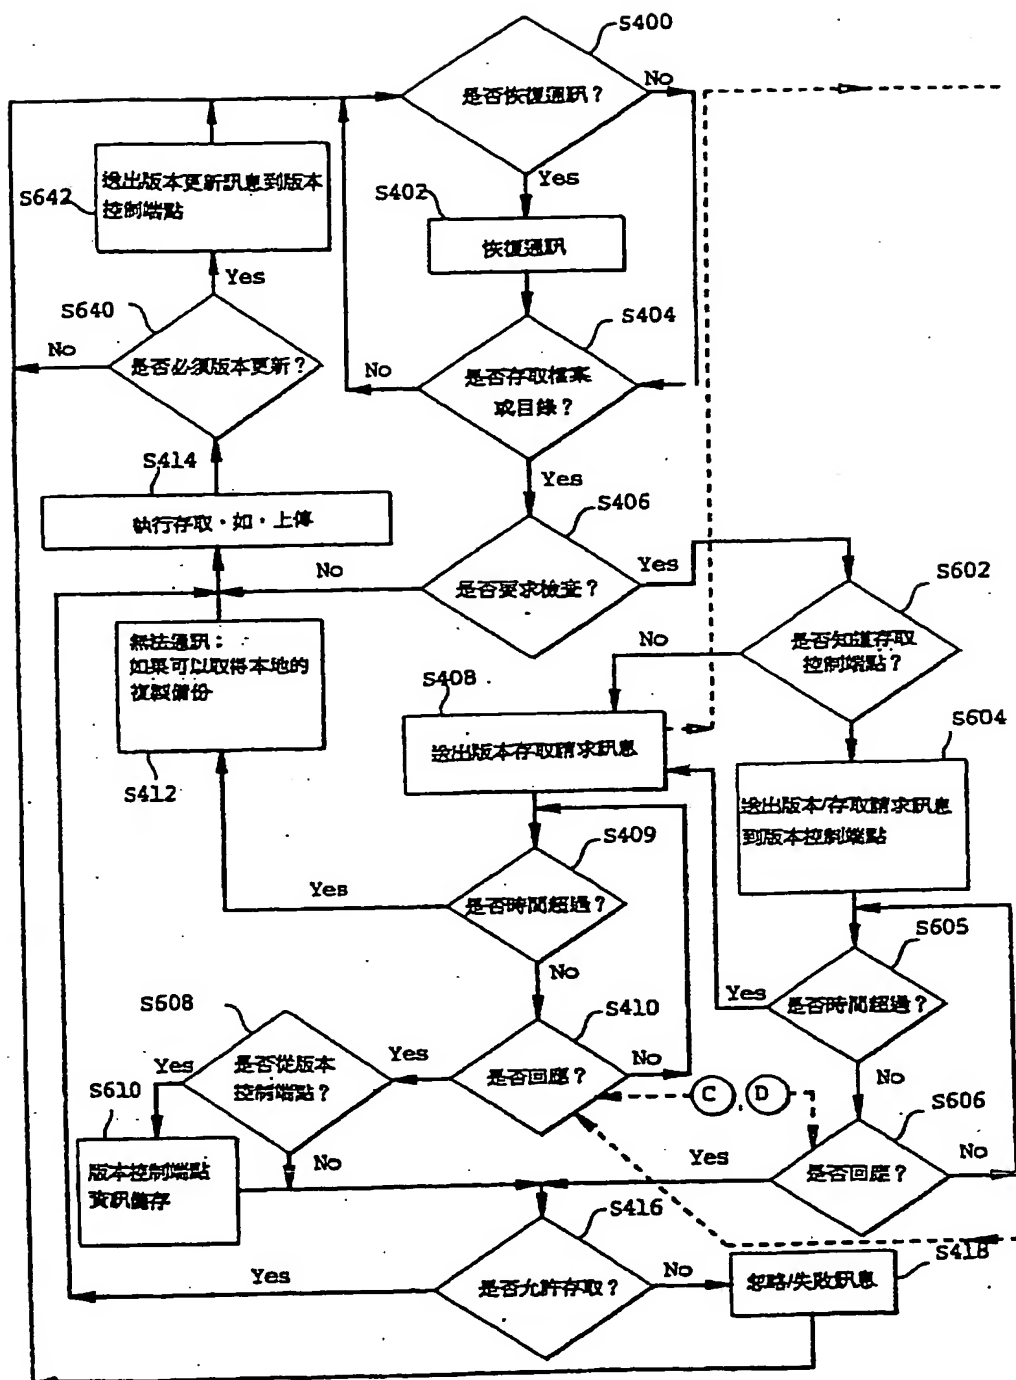 S400
是否恢復通訊？
No
Yes
S402
恢復通訊
S642
送出版本更新訊息到版本
控制端點
Yes
S640
是否必須版本更新？
No
S404
是否存取檔案
或目錄？
No
Yes
S414
執行存取，如，上傳
S406
是否要求檢查？
No
Yes
S602
是否知道存取
控制端點？
No
無法通訊：
如果可以取得本地的
複製備份
S412
S408
送出版本存取請求訊息
S604
送出版本/存取請求訊息
到版本控制端點
S409
是否時間超過？
Yes
No
S605
是否時間超過？
Yes
No
S608
是否從版本
控制端點？
Yes
No
S410
是否回應？
Yes
No
C
,
D
S606
是否回應？
Yes
No
S610
版本控制端點
資訊儲存
S416
是否允許存取？
Yes
No
S418
忽略/失敗訊息